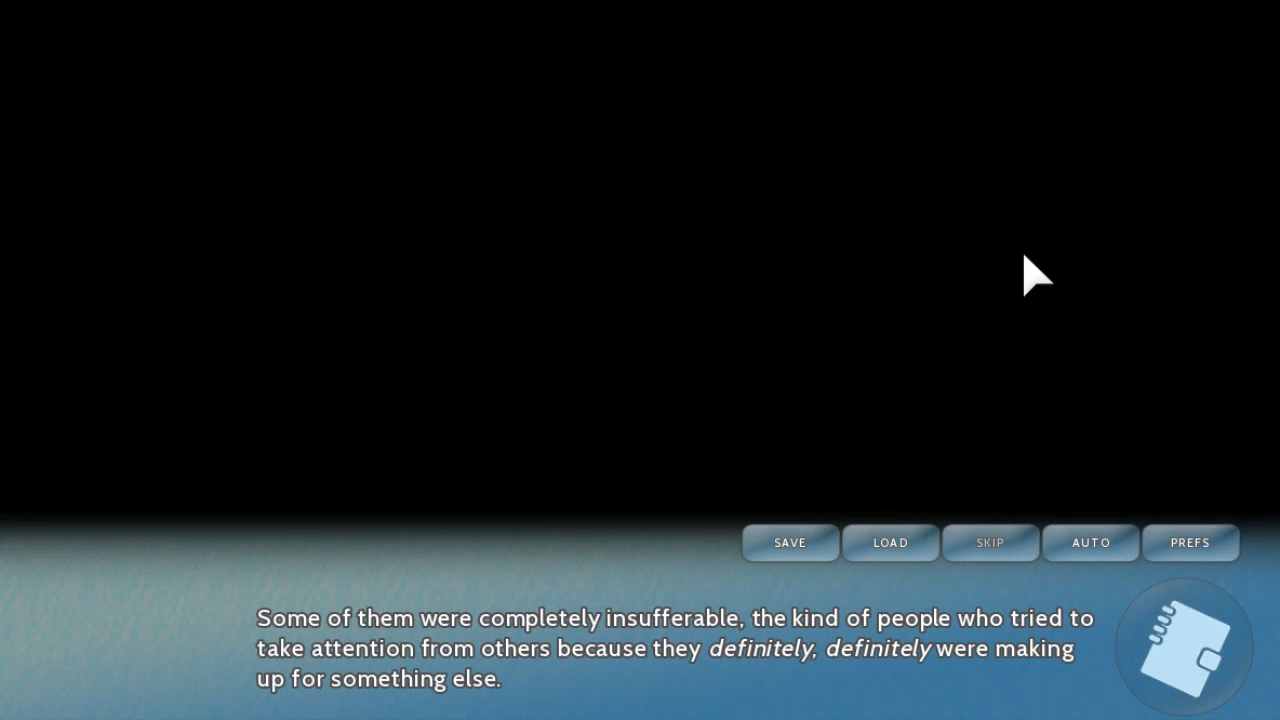 SAVE LOAD SKIP AUTO PREFS
Some of them were completely insufferable, the kind of people who tried to
take attention from others because they definitely, definitely were making
up for something else.